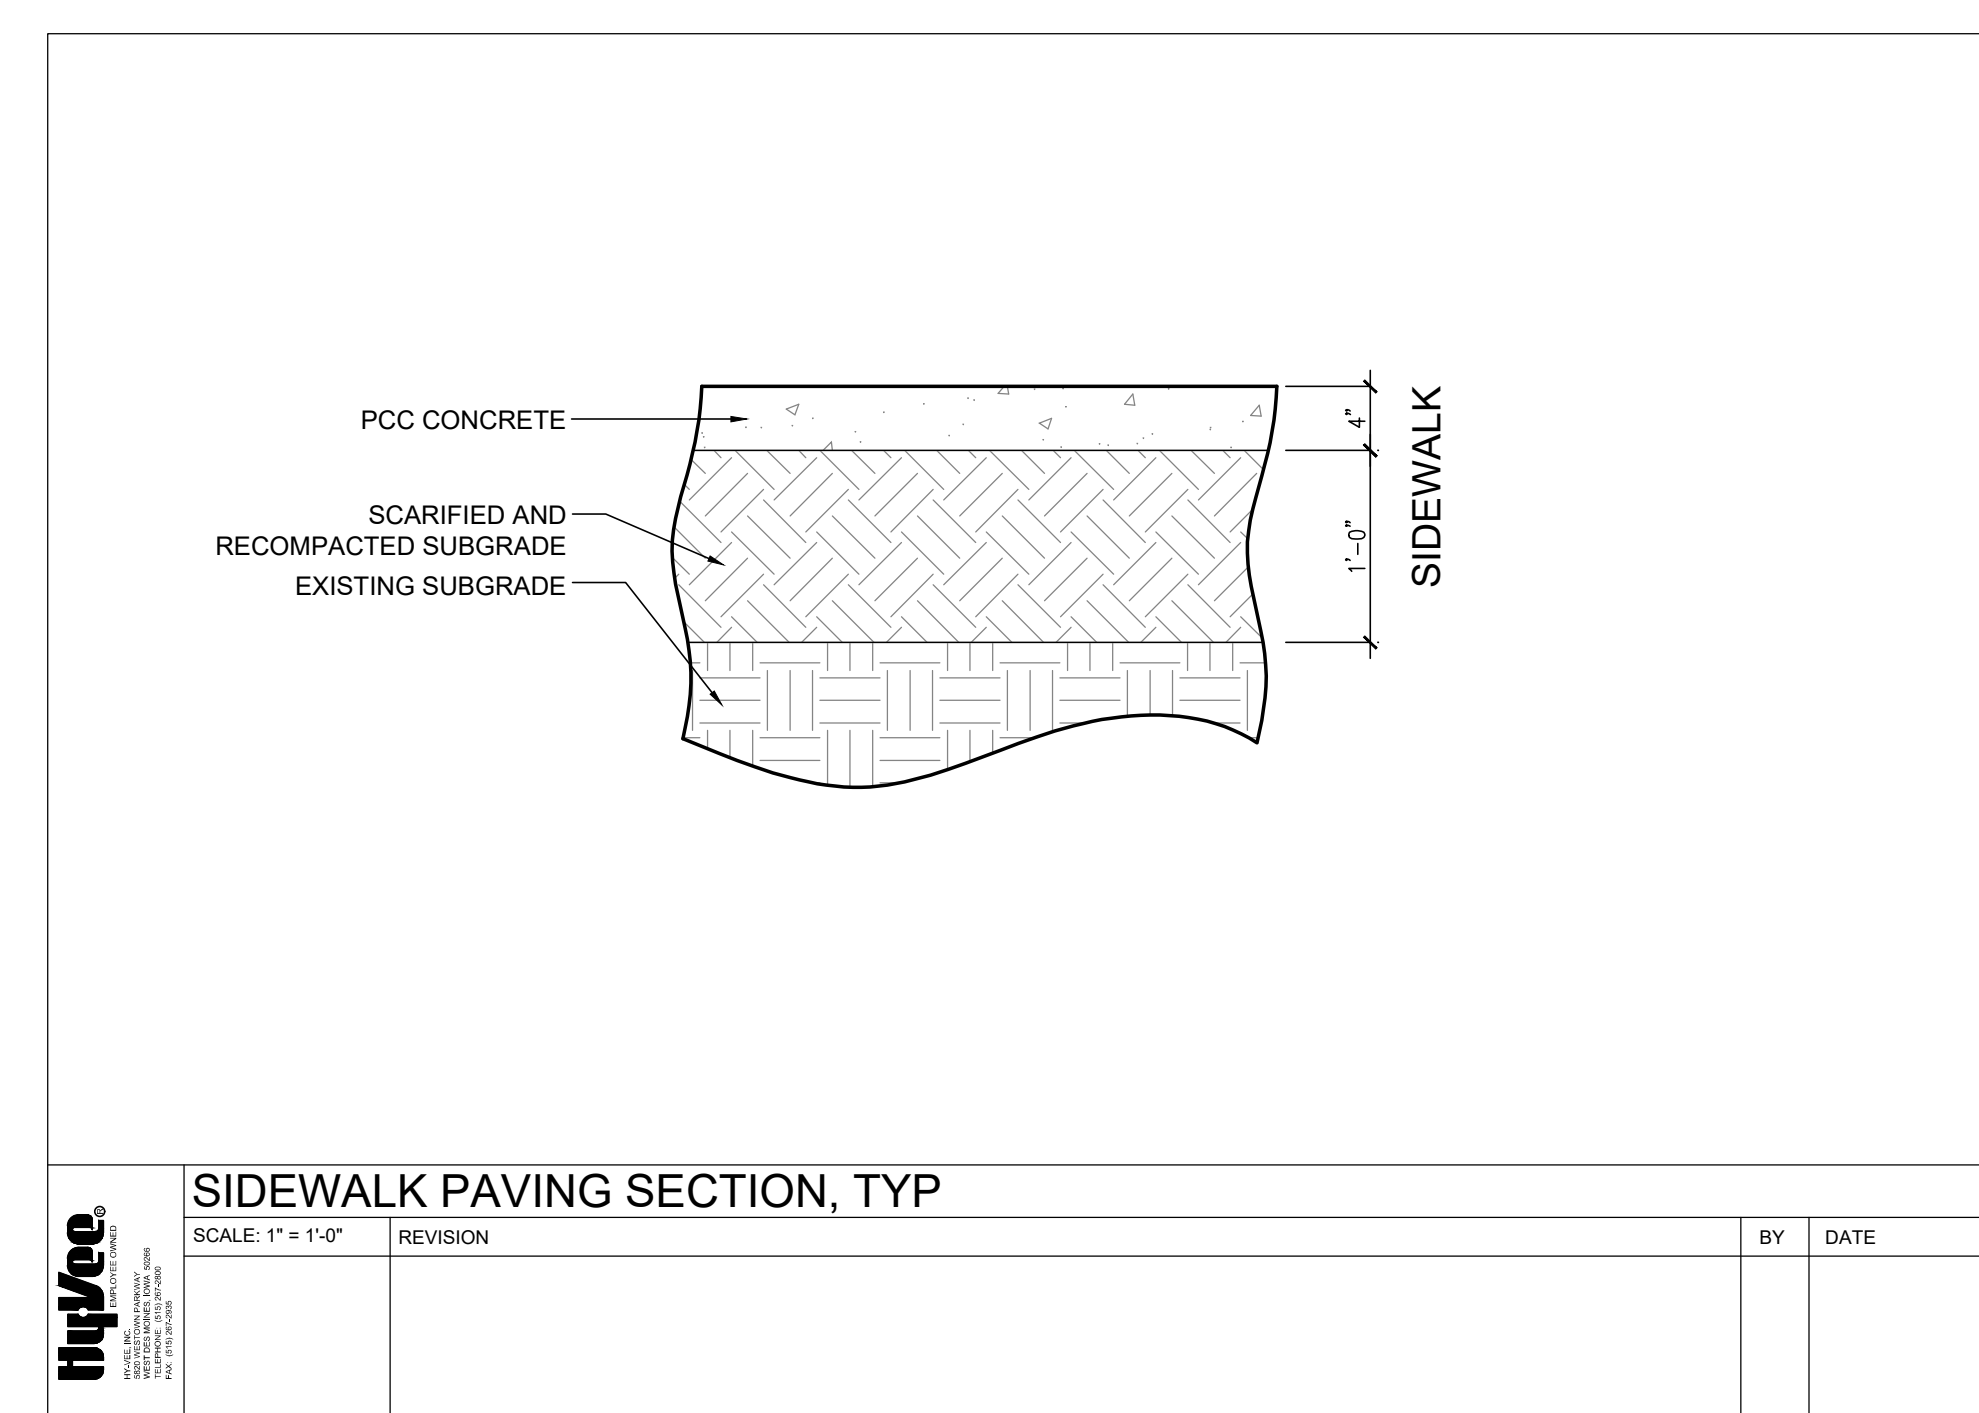 PCC CONCRETE
SCARIFIED AND
RECOMPACTED SUBGRADE
EXISTING SUBGRADE
4"
1'-0"
SIDEWALK
SIDEWALK PAVING SECTION, TYP
SCALE: 1" = 1'-0"
REVISION
BY
DATE
HyVee®
EMPLOYEE OWNED
HY-VEE, INC.
5820 WESTOWN PARKWAY
WEST DES MOINES, IOWA 50266
TELEPHONE: (515) 267-2800
FAX: (515) 267-2935